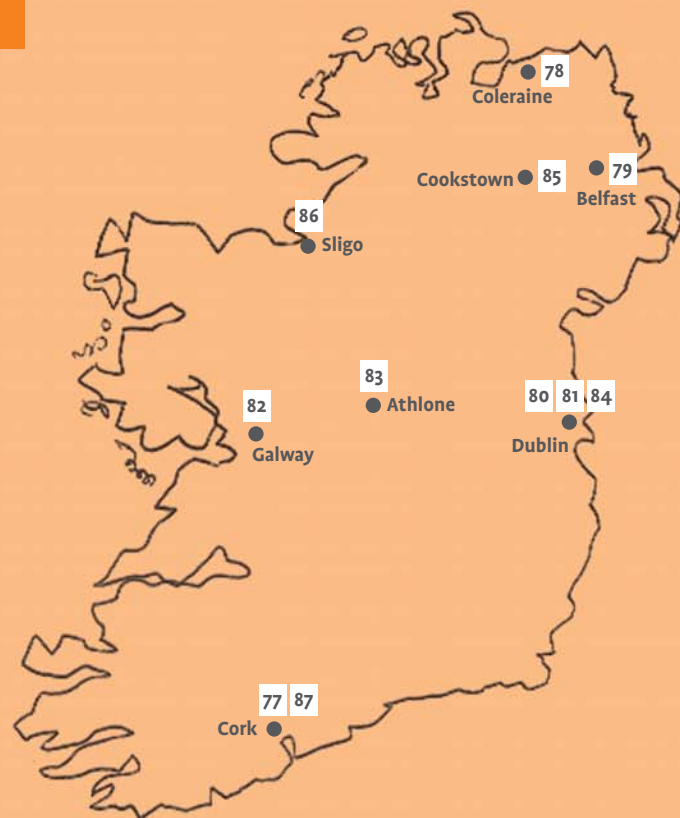 78
Coleraine
Cookstown 85
79
Belfast
86
Sligo
83
Athlone
82
Galway
80 81 84
Dublin
77 87
Cork